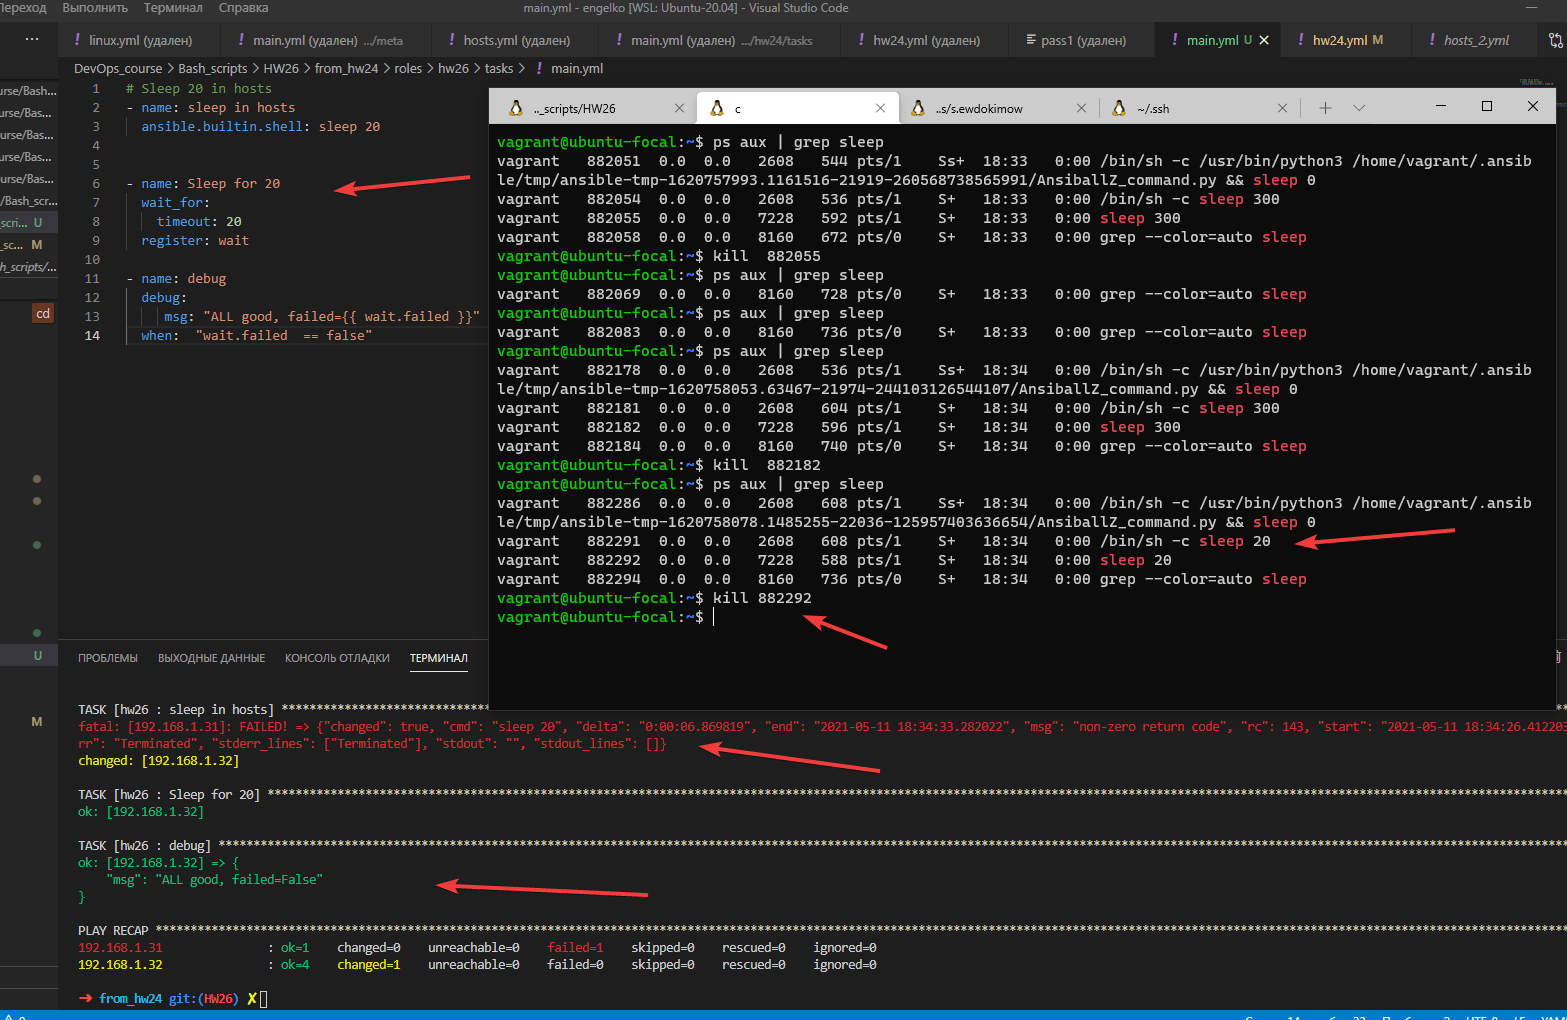 Переход Выполнить Терминал Справка main.yml - engelko [WSL: Ubuntu-20.04] - Visual Studio Code
... ! linux.yml (удален) ! main.yml (удален) .../meta ! hosts.yml (удален) ! main.yml (удален) .../hw24/tasks ! hw24.yml (удален) pass1 (удален) ! main.yml U ! hw24.yml M ! hosts_2.yml
DevOps_course > Bash_scripts > HW26 > from_hw24 > roles > hw26 > tasks > ! main.yml
urse/Bash...
urse/Bas...
urse/Bas...
urse/Bas...
urse/Bas...
/Bash_scr...
_scri... U
_sc... M
h_scripts/...
cd
U
M
1 # Sleep 20 in hosts
2 - name: sleep in hosts
3 ansible.builtin.shell: sleep 20
4
5
6 - name: Sleep for 20
7 wait_for:
8 timeout: 20
9 register: wait
10
11 - name: debug
12 debug:
13 msg: "ALL good, failed={{ wait.failed }}"
14 when: "wait.failed == false"
.._scripts/HW26 c ..s/s.ewdokimow ~/.ssh
vagrant@ubuntu-focal:~$ ps aux | grep sleep
vagrant 882051 0.0 0.0 2608 544 pts/1 Ss+ 18:33 0:00 /bin/sh -c /usr/bin/python3 /home/vagrant/.ansib
le/tmp/ansible-tmp-1620757993.1161516-21919-260568738565991/AnsiballZ_command.py && sleep 0
vagrant 882054 0.0 0.0 2608 536 pts/1 S+ 18:33 0:00 /bin/sh -c sleep 300
vagrant 882055 0.0 0.0 7228 592 pts/1 S+ 18:33 0:00 sleep 300
vagrant 882058 0.0 0.0 8160 672 pts/0 S+ 18:33 0:00 grep --color=auto sleep
vagrant@ubuntu-focal:~$ kill 882055
vagrant@ubuntu-focal:~$ ps aux | grep sleep
vagrant 882069 0.0 0.0 8160 728 pts/0 S+ 18:33 0:00 grep --color=auto sleep
vagrant@ubuntu-focal:~$ ps aux | grep sleep
vagrant 882083 0.0 0.0 8160 736 pts/0 S+ 18:33 0:00 grep --color=auto sleep
vagrant@ubuntu-focal:~$ ps aux | grep sleep
vagrant 882178 0.0 0.0 2608 536 pts/1 Ss+ 18:34 0:00 /bin/sh -c /usr/bin/python3 /home/vagrant/.ansib
le/tmp/ansible-tmp-1620758053.63467-21974-244103126544107/AnsiballZ_command.py && sleep 0
vagrant 882181 0.0 0.0 2608 604 pts/1 S+ 18:34 0:00 /bin/sh -c sleep 300
vagrant 882182 0.0 0.0 7228 596 pts/1 S+ 18:34 0:00 sleep 300
vagrant 882184 0.0 0.0 8160 740 pts/0 S+ 18:34 0:00 grep --color=auto sleep
vagrant@ubuntu-focal:~$ kill 882182
vagrant@ubuntu-focal:~$ ps aux | grep sleep
vagrant 882286 0.0 0.0 2608 608 pts/1 Ss+ 18:34 0:00 /bin/sh -c /usr/bin/python3 /home/vagrant/.ansib
le/tmp/ansible-tmp-1620758078.1485255-22036-125957403636654/AnsiballZ_command.py && sleep 0
vagrant 882291 0.0 0.0 2608 608 pts/1 S+ 18:34 0:00 /bin/sh -c sleep 20
vagrant 882292 0.0 0.0 7228 588 pts/1 S+ 18:34 0:00 sleep 20
vagrant 882294 0.0 0.0 8160 736 pts/0 S+ 18:34 0:00 grep --color=auto sleep
vagrant@ubuntu-focal:~$ kill 882292
vagrant@ubuntu-focal:~$
ПРОБЛЕМЫ ВЫХОДНЫЕ ДАННЫЕ КОНСОЛЬ ОТЛАДКИ ТЕРМИНАЛ
TASK [hw26 : sleep in hosts] ******************************
fatal: [192.168.1.31]: FAILED! => {"changed": true, "cmd": "sleep 20", "delta": "0:00:06.869819", "end": "2021-05-11 18:34:33.282022", "msg": "non-zero return code", "rc": 143, "start": "2021-05-11 18:34:26.412203
rr": "Terminated", "stderr_lines": ["Terminated"], "stdout": "", "stdout_lines": []}
changed: [192.168.1.32]
TASK [hw26 : Sleep for 20] ******************************
ok: [192.168.1.32]
TASK [hw26 : debug] ******************************
ok: [192.168.1.32] => {
"msg": "ALL good, failed=False"
}
PLAY RECAP ******************************
192.168.1.31 : ok=1 changed=0 unreachable=0 failed=1 skipped=0 rescued=0 ignored=0
192.168.1.32 : ok=4 changed=1 unreachable=0 failed=0 skipped=0 rescued=0 ignored=0
➜ from_hw24 git:(HW26) ✗